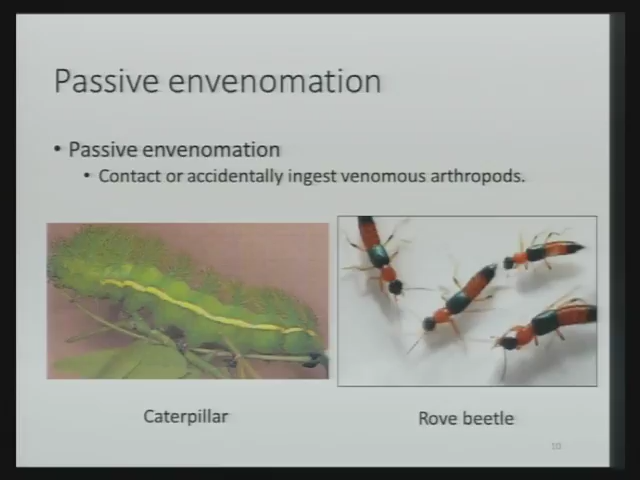 Passive envenomation
• Passive envenomation
• Contact or accidentally ingest venomous arthropods.
Caterpillar
Rove beetle
10